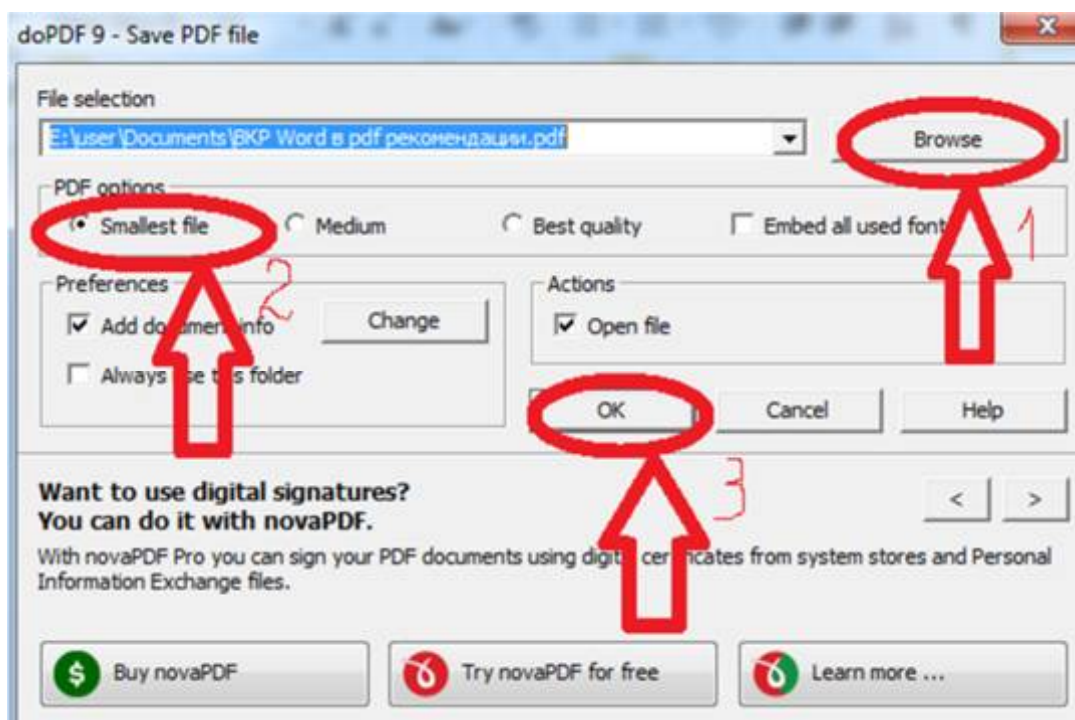 doPDF 9 - Save PDF file
File selection
E:\user\Documents\ВКР Word в pdf рекомендации.pdf
Browse
PDF options
Smallest file
Medium
Best quality
Embed all used fonts
1
2
Preferences
Actions
Add document info
Change
Open file
Always use this folder
OK
Cancel
Help
3
Want to use digital signatures?
You can do it with novaPDF.
< >
With novaPDF Pro you can sign your PDF documents using digital certificates from system stores and Personal
Information Exchange files.
$
Buy novaPDF
Try novaPDF for free
Learn more ...